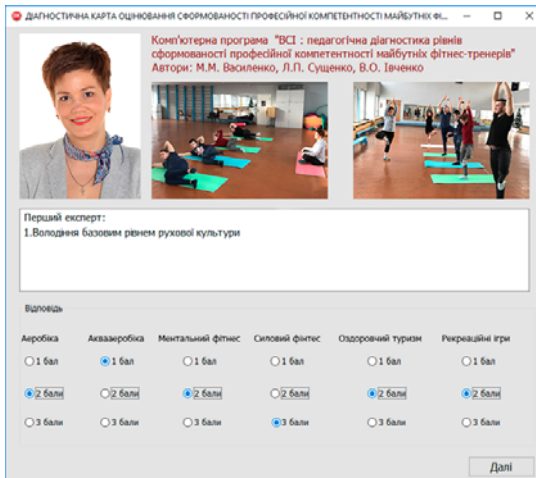 ДІАГНОСТИЧНА КАРТА ОЦІНЮВАННЯ СФОРМОВАНОСТІ ПРОФЕСІЙНОЇ КОМПЕТЕНТНОСТІ МАЙБУТНІХ ФІ...
Комп'ютерна програма "ВСІ : педагогічна діагностика рівнів
сформованості професійної компетентності майбутніх фітнес-тренерів"
Автори: М.М. Василенко, Л.П. Сущенко, В.О. Івченко
Перший експерт:
1.Володіння базовим рівнем рухової культури
Відповідь
Аеробіка Аквааеробіка Ментальний фітнес Силовий фінтес Оздоровчий туризм Рекреаційні ігри
1 бал 1 бал 1 бал 1 бал 1 бал 1 бал
2 бали 2 бали 2 бали 2 бали 2 бали 2 бали
3 бали 3 бали 3 бали 3 бали 3 бали 3 бали
Далі